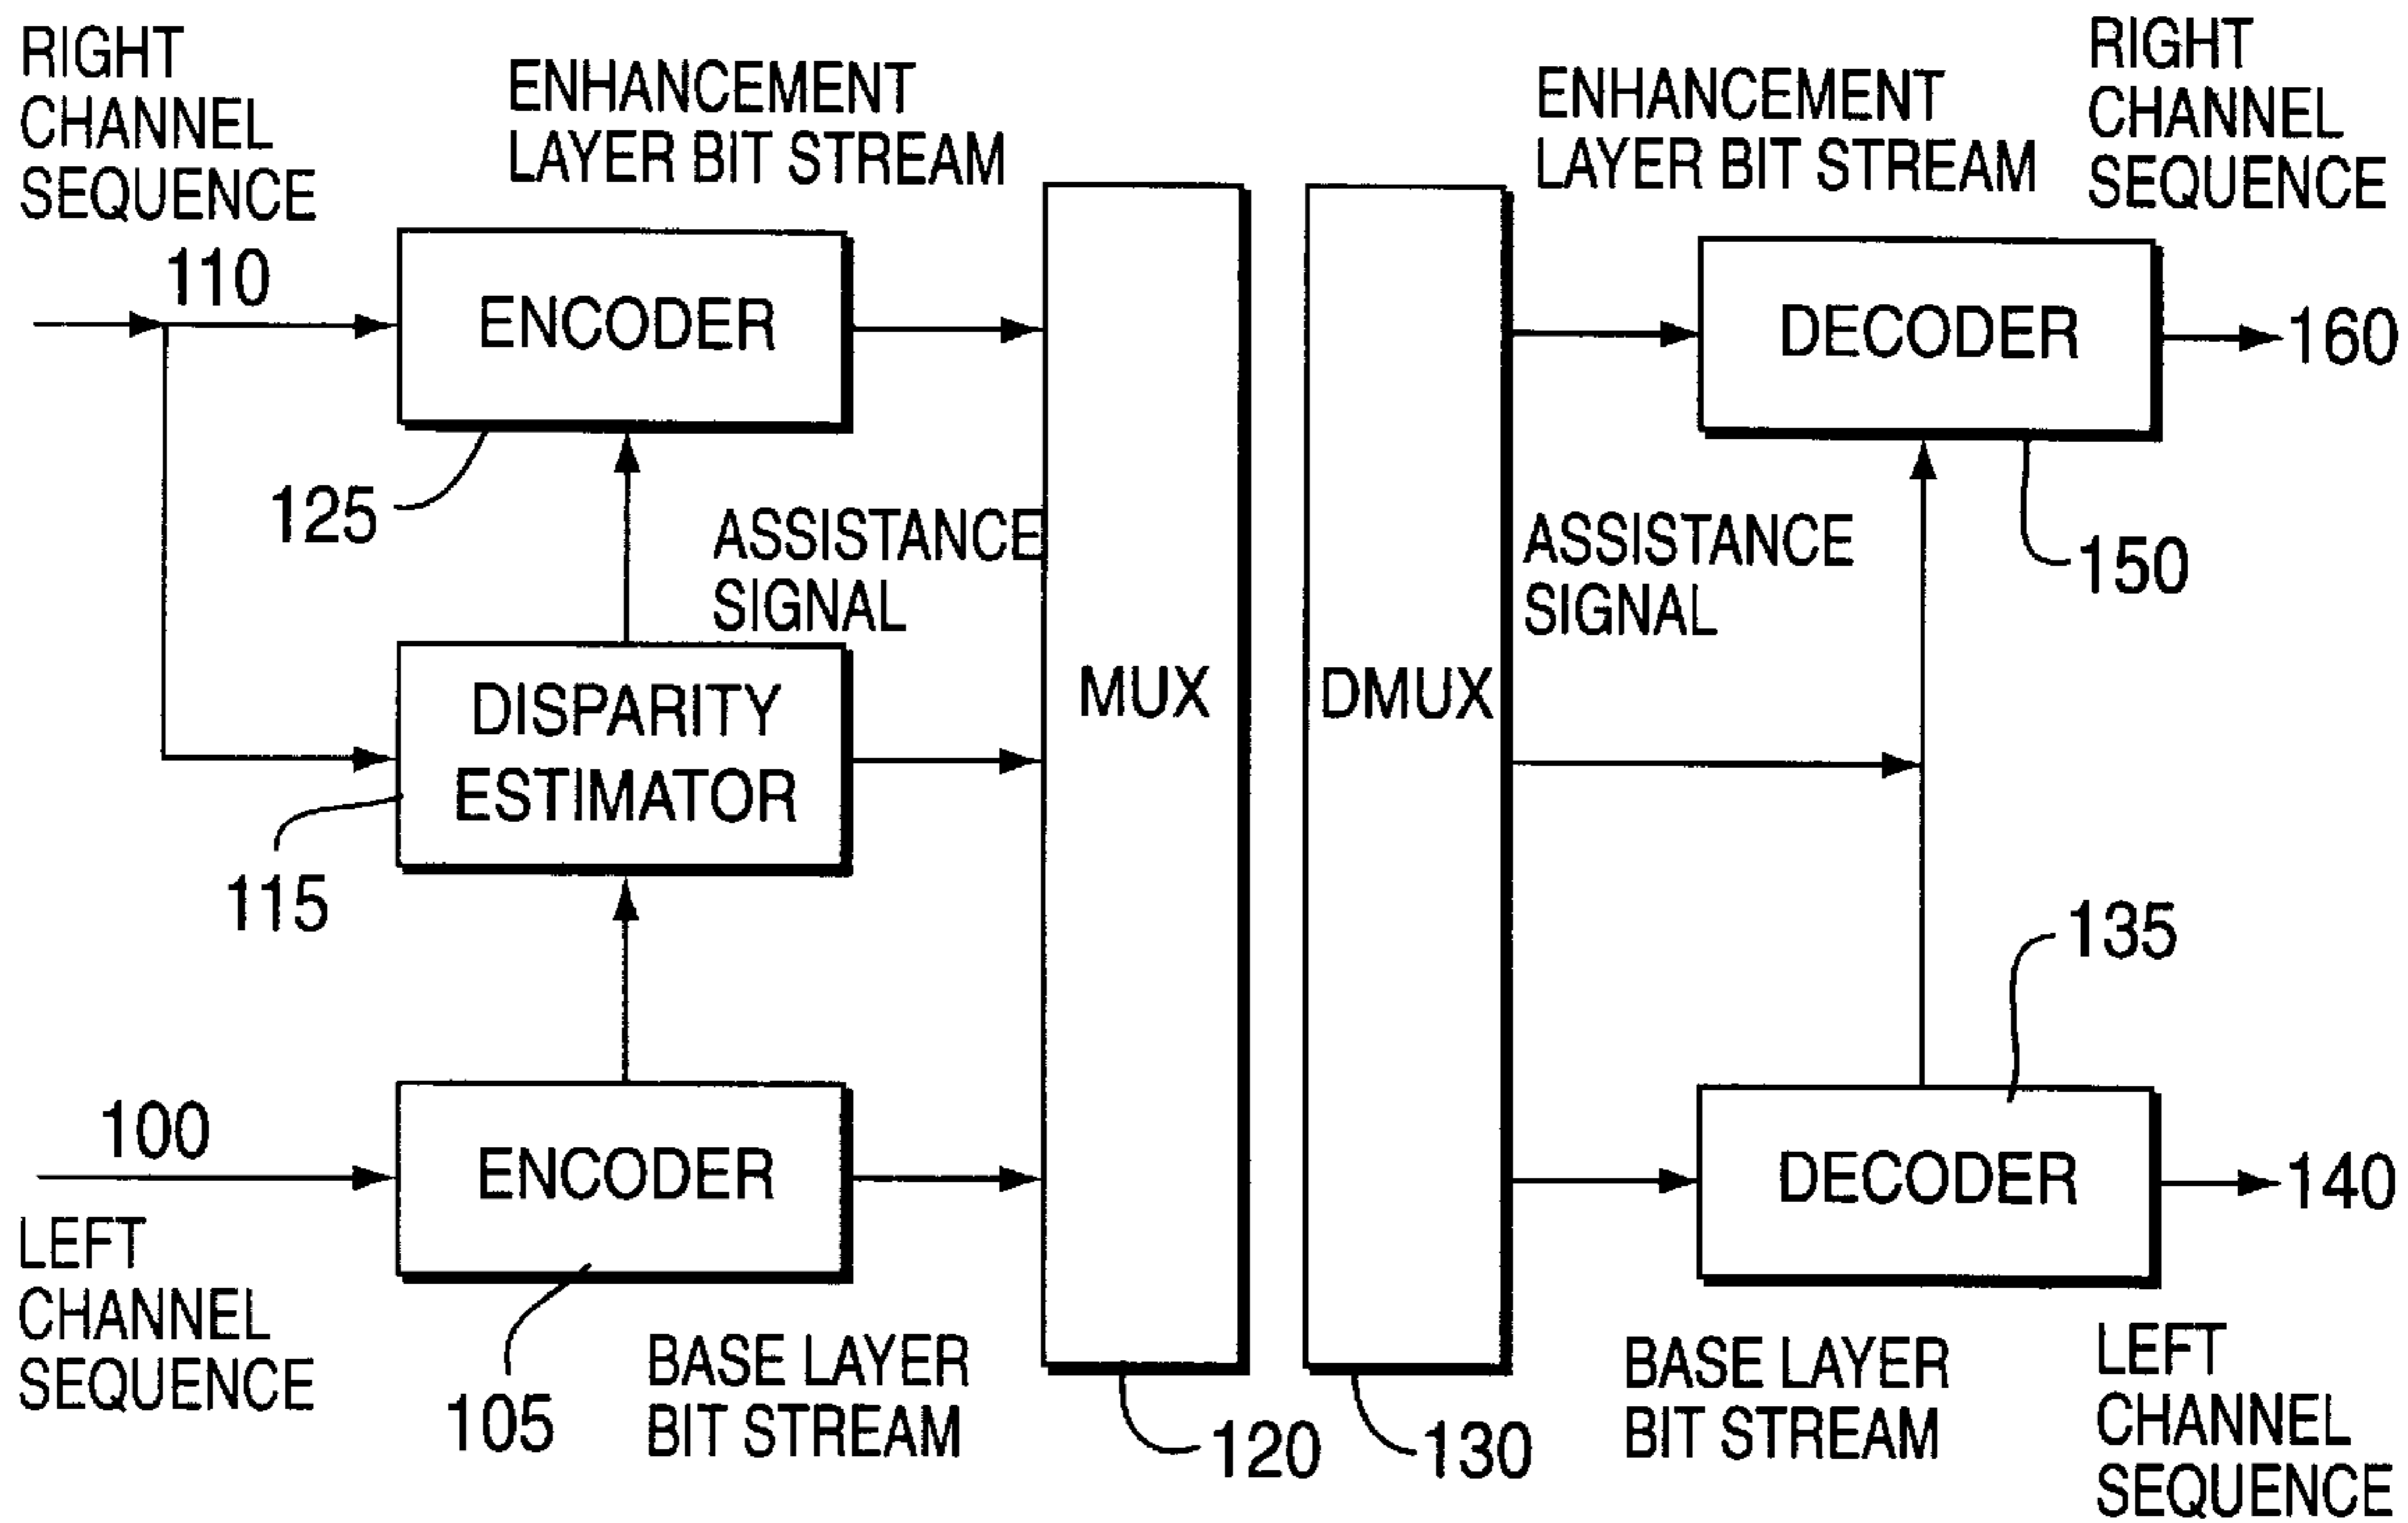 RIGHT
CHANNEL
SEQUENCE
110
ENHANCEMENT
LAYER BIT STREAM
ENCODER
125
ASSISTANCE
SIGNAL
DISPARITY
ESTIMATOR
115
100
LEFT
CHANNEL
SEQUENCE
ENCODER
105
BASE LAYER
BIT STREAM
MUX
120
DMUX
130
ENHANCEMENT
LAYER BIT STREAM
RIGHT
CHANNEL
SEQUENCE
DECODER
160
150
ASSISTANCE
SIGNAL
135
DECODER
140
BASE LAYER
BIT STREAM
LEFT
CHANNEL
SEQUENCE